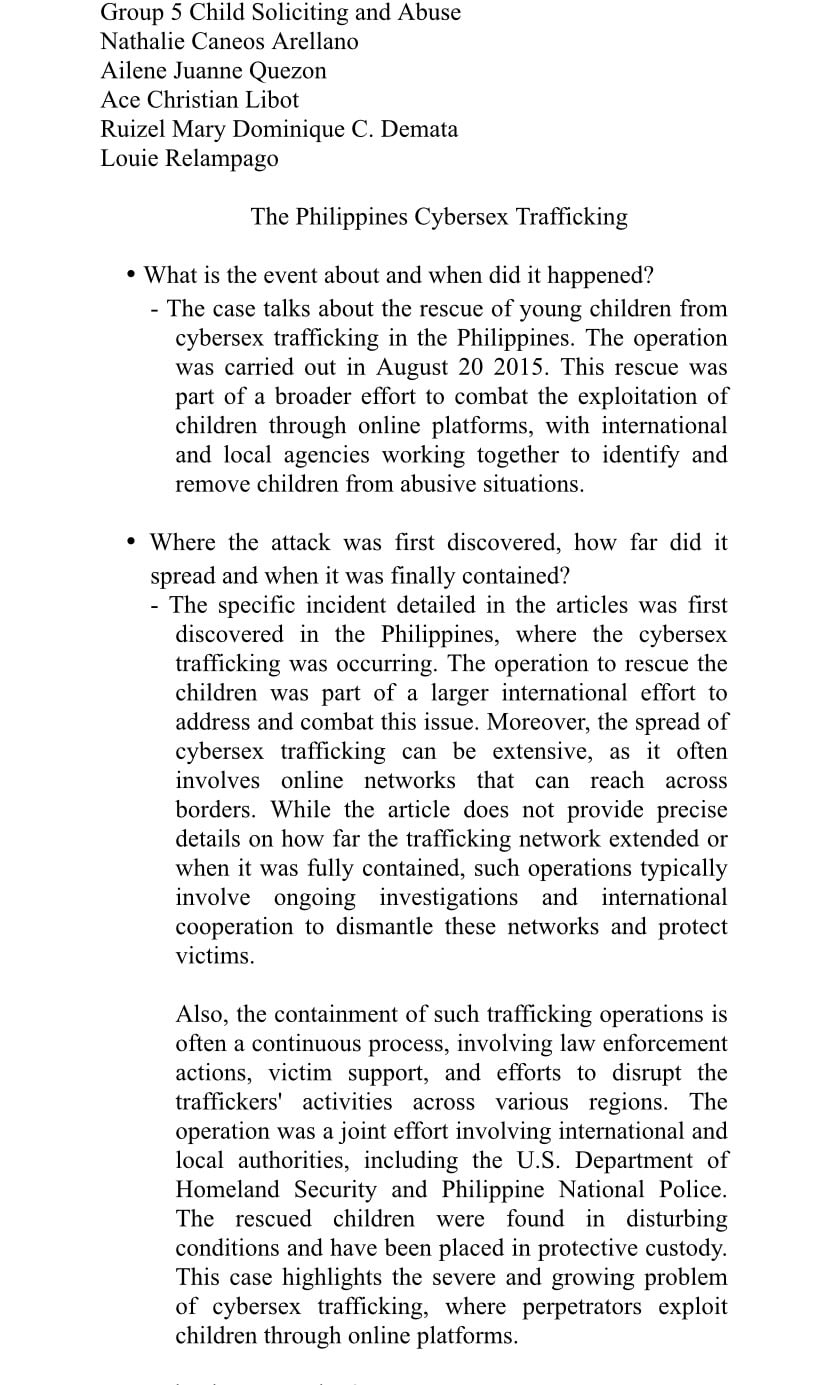 Group 5 Child Soliciting and Abuse
Nathalie Caneos Arellano
Ailene Juanne Quezon
Ace Christian Libot
Ruizel Mary Dominique C. Demata
Louie Relampago
The Philippines Cybersex Trafficking
• What is the event about and when did it happened?
- The case talks about the rescue of young children from
cybersex trafficking in the Philippines. The operation
was carried out in August 20 2015. This rescue was
part of a broader effort to combat the exploitation of
children through online platforms, with international
and local agencies working together to identify and
remove children from abusive situations.
• Where the attack was first discovered, how far did it
spread and when it was finally contained?
- The specific incident detailed in the articles was first
discovered in the Philippines, where the cybersex
trafficking was occurring. The operation to rescue the
children was part of a larger international effort to
address and combat this issue. Moreover, the spread of
cybersex trafficking can be extensive, as it often
involves online networks that can reach across
borders. While the article does not provide precise
details on how far the trafficking network extended or
when it was fully contained, such operations typically
involve ongoing investigations and international
cooperation to dismantle these networks and protect
victims.
Also, the containment of such trafficking operations is
often a continuous process, involving law enforcement
actions, victim support, and efforts to disrupt the
traffickers' activities across various regions. The
operation was a joint effort involving international and
local authorities, including the U.S. Department of
Homeland Security and Philippine National Police.
The rescued children were found in disturbing
conditions and have been placed in protective custody.
This case highlights the severe and growing problem
of cybersex trafficking, where perpetrators exploit
children through online platforms.